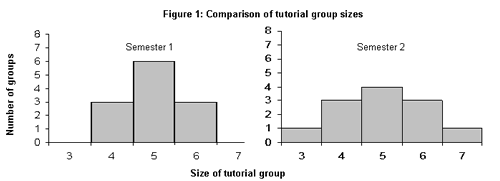 Figure 1: Comparison of tutorial group sizes
Number of groups
Semester 1
8
7
6
5
4
3
2
1
0
3 4 5 6 7
Semester 2
8
7
6
5
4
3
2
1
0
3 4 5 6 7
Size of tutorial group